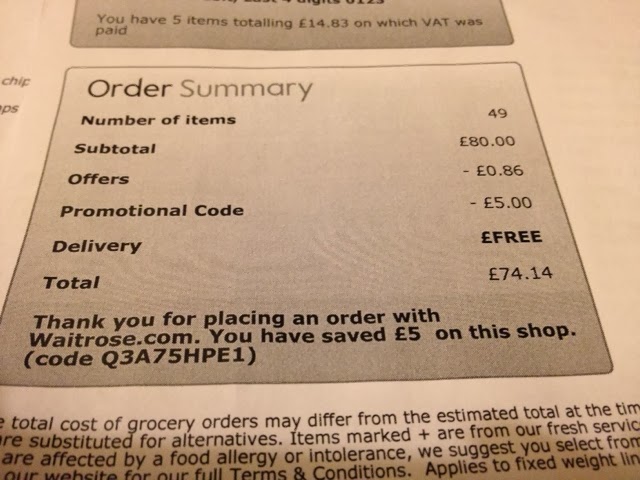 You have 5 items totalling £14.83 on which VAT was
paid
chip
Order Summary
Number of items 49
Subtotal £80.00
Offers - £0.86
Promotional Code - £5.00
Delivery £FREE
Total £74.14
Thank you for placing an order with
Waitrose.com. You have saved £5 on this shop.
(code Q3A75HPE1)
total cost of grocery orders may differ from the estimated total at the
are substituted for alternatives. Items marked + are from our fresh
are affected by a food allergy or intolerance, we suggest you select from
our website for our full Terms & Conditions. Applies to fixed weight